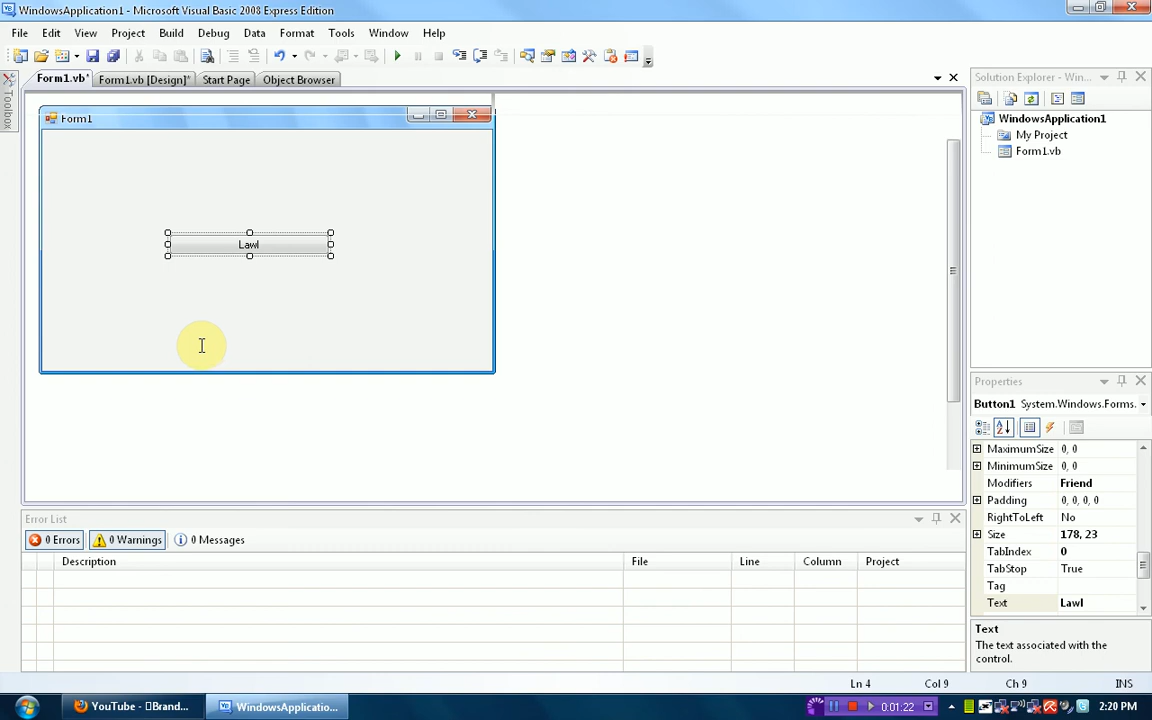 WindowsApplication1 - Microsoft Visual Basic 2008 Express Edition
File Edit View Project Build Debug Data Format Tools Window Help
Form1.vb* Form1.vb [Design]* Start Page Object Browser
Toolbox
Form1
Lawl
Solution Explorer - Win...
WindowsApplication1
My Project
Form1.vb
Properties
Button1 System.Windows.Forms.
MaximumSize 0, 0
MinimumSize 0, 0
Modifiers Friend
Padding 0, 0, 0, 0
RightToLeft No
Size 178, 23
TabIndex 0
TabStop True
Tag
Text Lawl
Text
The text associated with the
control.
Error List
0 Errors 0 Warnings 0 Messages
Description File Line Column Project
Ln 4 Col 9 Ch 9 INS
YouTube - [Brand... WindowsApplicatio... 0:01:22 2:20 PM